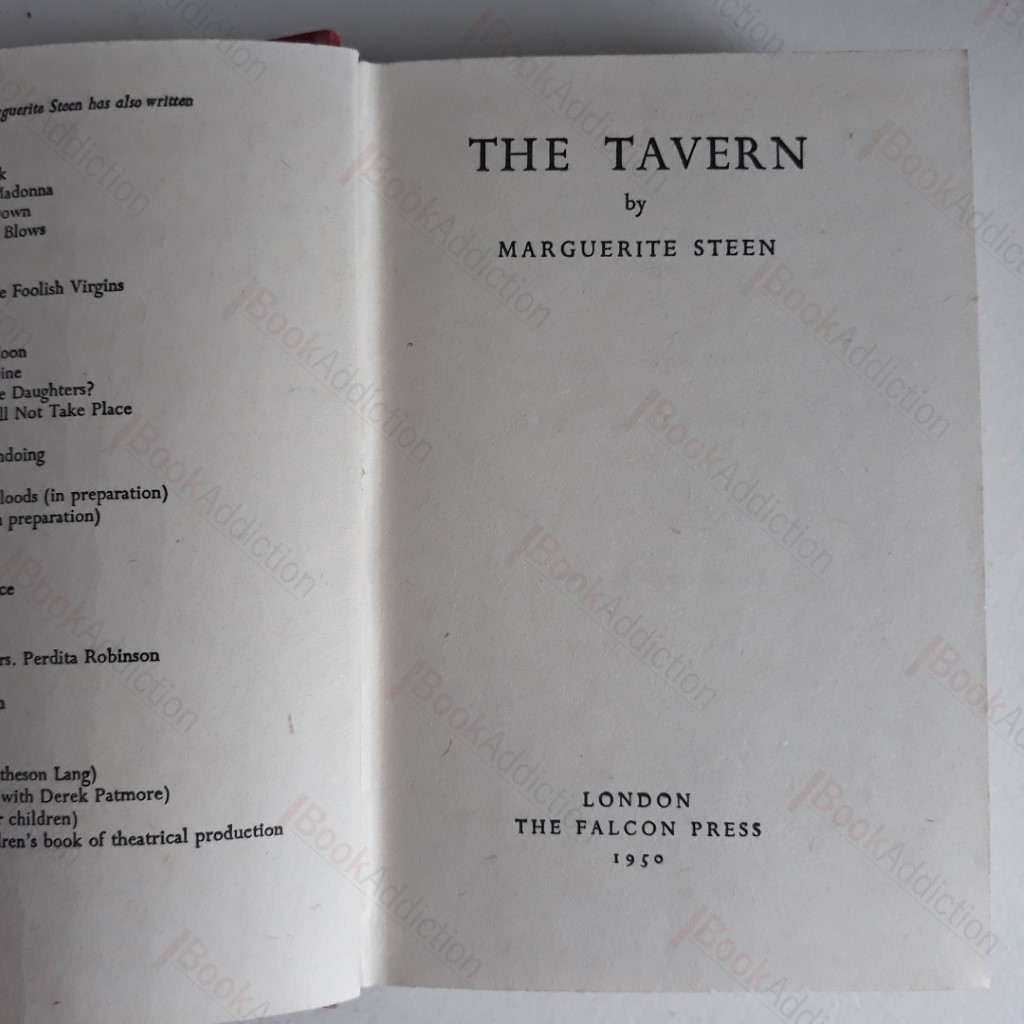 guerite Steen has also written
k
Madonna
own
Blows
e Foolish Virgins
oon
ine
e Daughters?
ll Not Take Place
ndoing
loods (in preparation)
preparation)
ce
rs. Perdita Robinson
n
theson Lang)
with Derek Patmore)
children)
ren's book of theatrical production
THE TAVERN
by
MARGUERITE STEEN
LONDON
THE FALCON PRESS
1950
BookAddiction